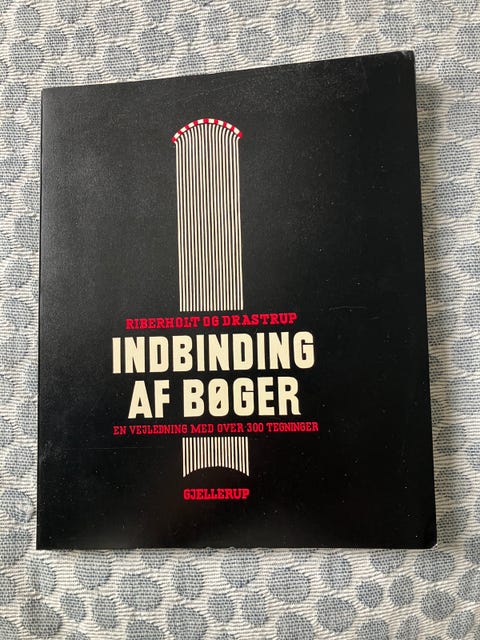 RIBERHOLT OG DRASTRUP
INDBINDING
AF BØGER
EN VEJLEDNING MED OVER 300 TEGNINGER
GJELLERUP